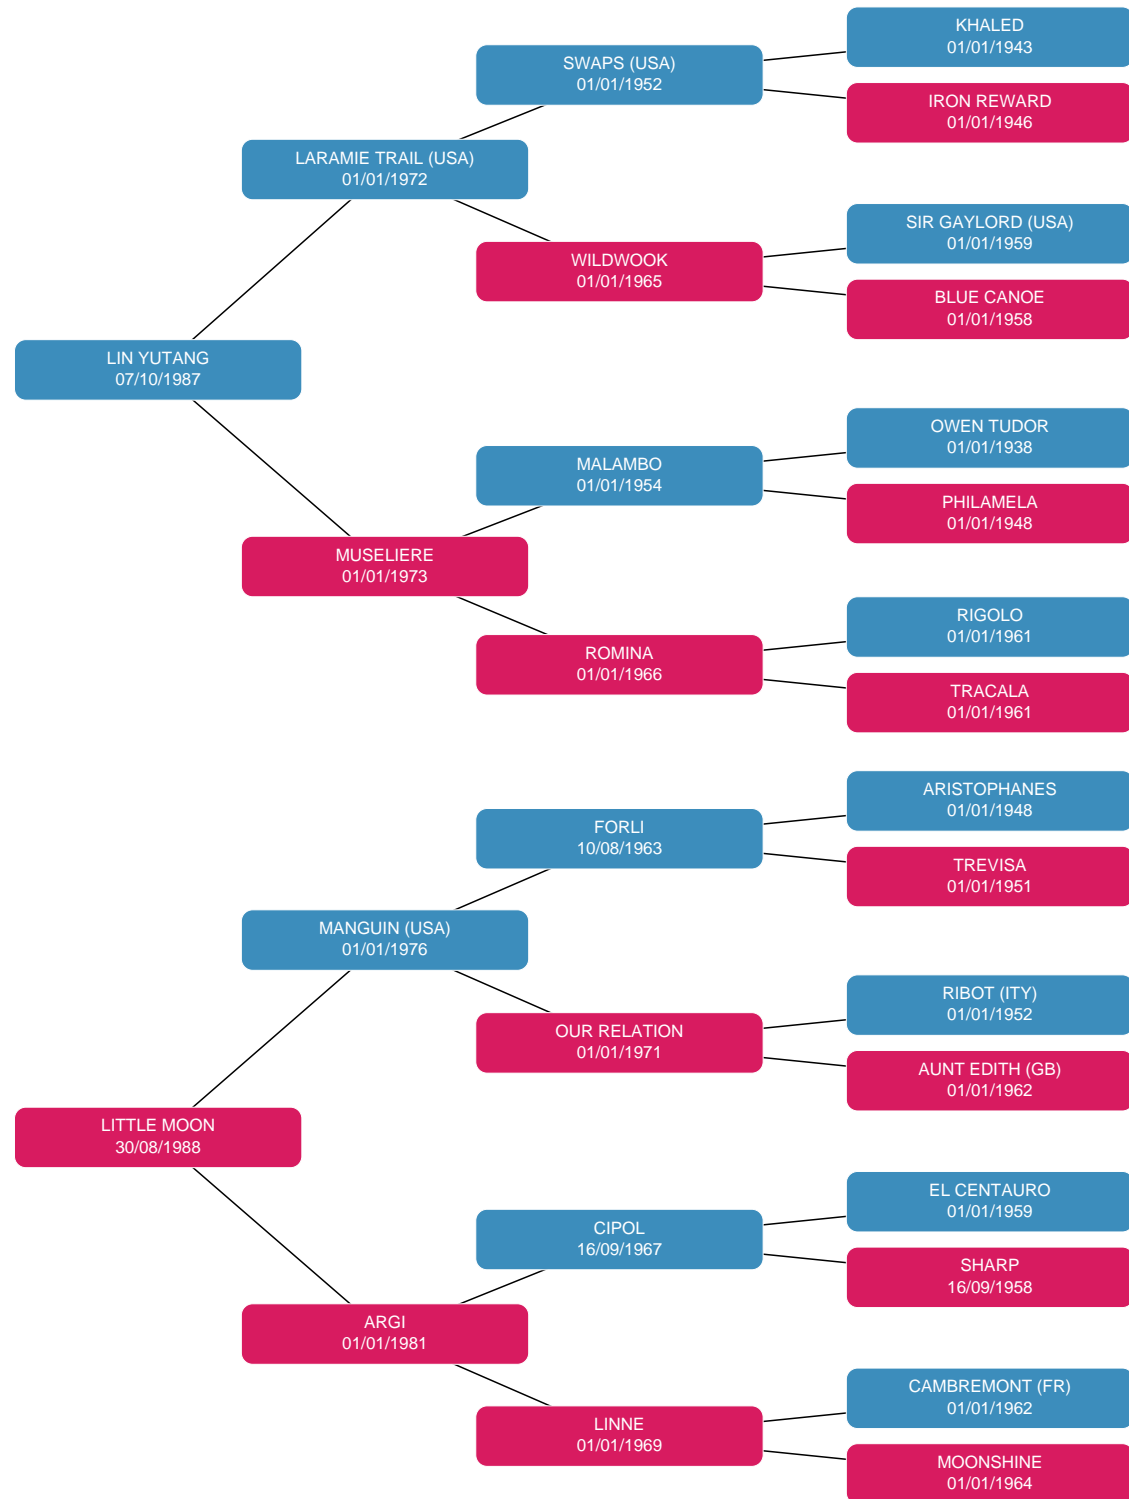 KHALED
01/01/1943
SWAPS (USA)
01/01/1952
IRON REWARD
01/01/1946
LARAMIE TRAIL (USA)
01/01/1972
SIR GAYLORD (USA)
01/01/1959
WILDWOOK
01/01/1965
BLUE CANOE
01/01/1958
LIN YUTANG
07/10/1987
OWEN TUDOR
01/01/1938
MALAMBO
01/01/1954
PHILAMELA
01/01/1948
MUSELIERE
01/01/1973
RIGOLO
01/01/1961
ROMINA
01/01/1966
TRACALA
01/01/1961
ARISTOPHANES
01/01/1948
FORLI
10/08/1963
TREVISA
01/01/1951
MANGUIN (USA)
01/01/1976
RIBOT (ITY)
01/01/1952
OUR RELATION
01/01/1971
AUNT EDITH (GB)
01/01/1962
LITTLE MOON
30/08/1988
EL CENTAURO
01/01/1959
CIPOL
16/09/1967
SHARP
16/09/1958
ARGI
01/01/1981
CAMBREMONT (FR)
01/01/1962
LINNE
01/01/1969
MOONSHINE
01/01/1964